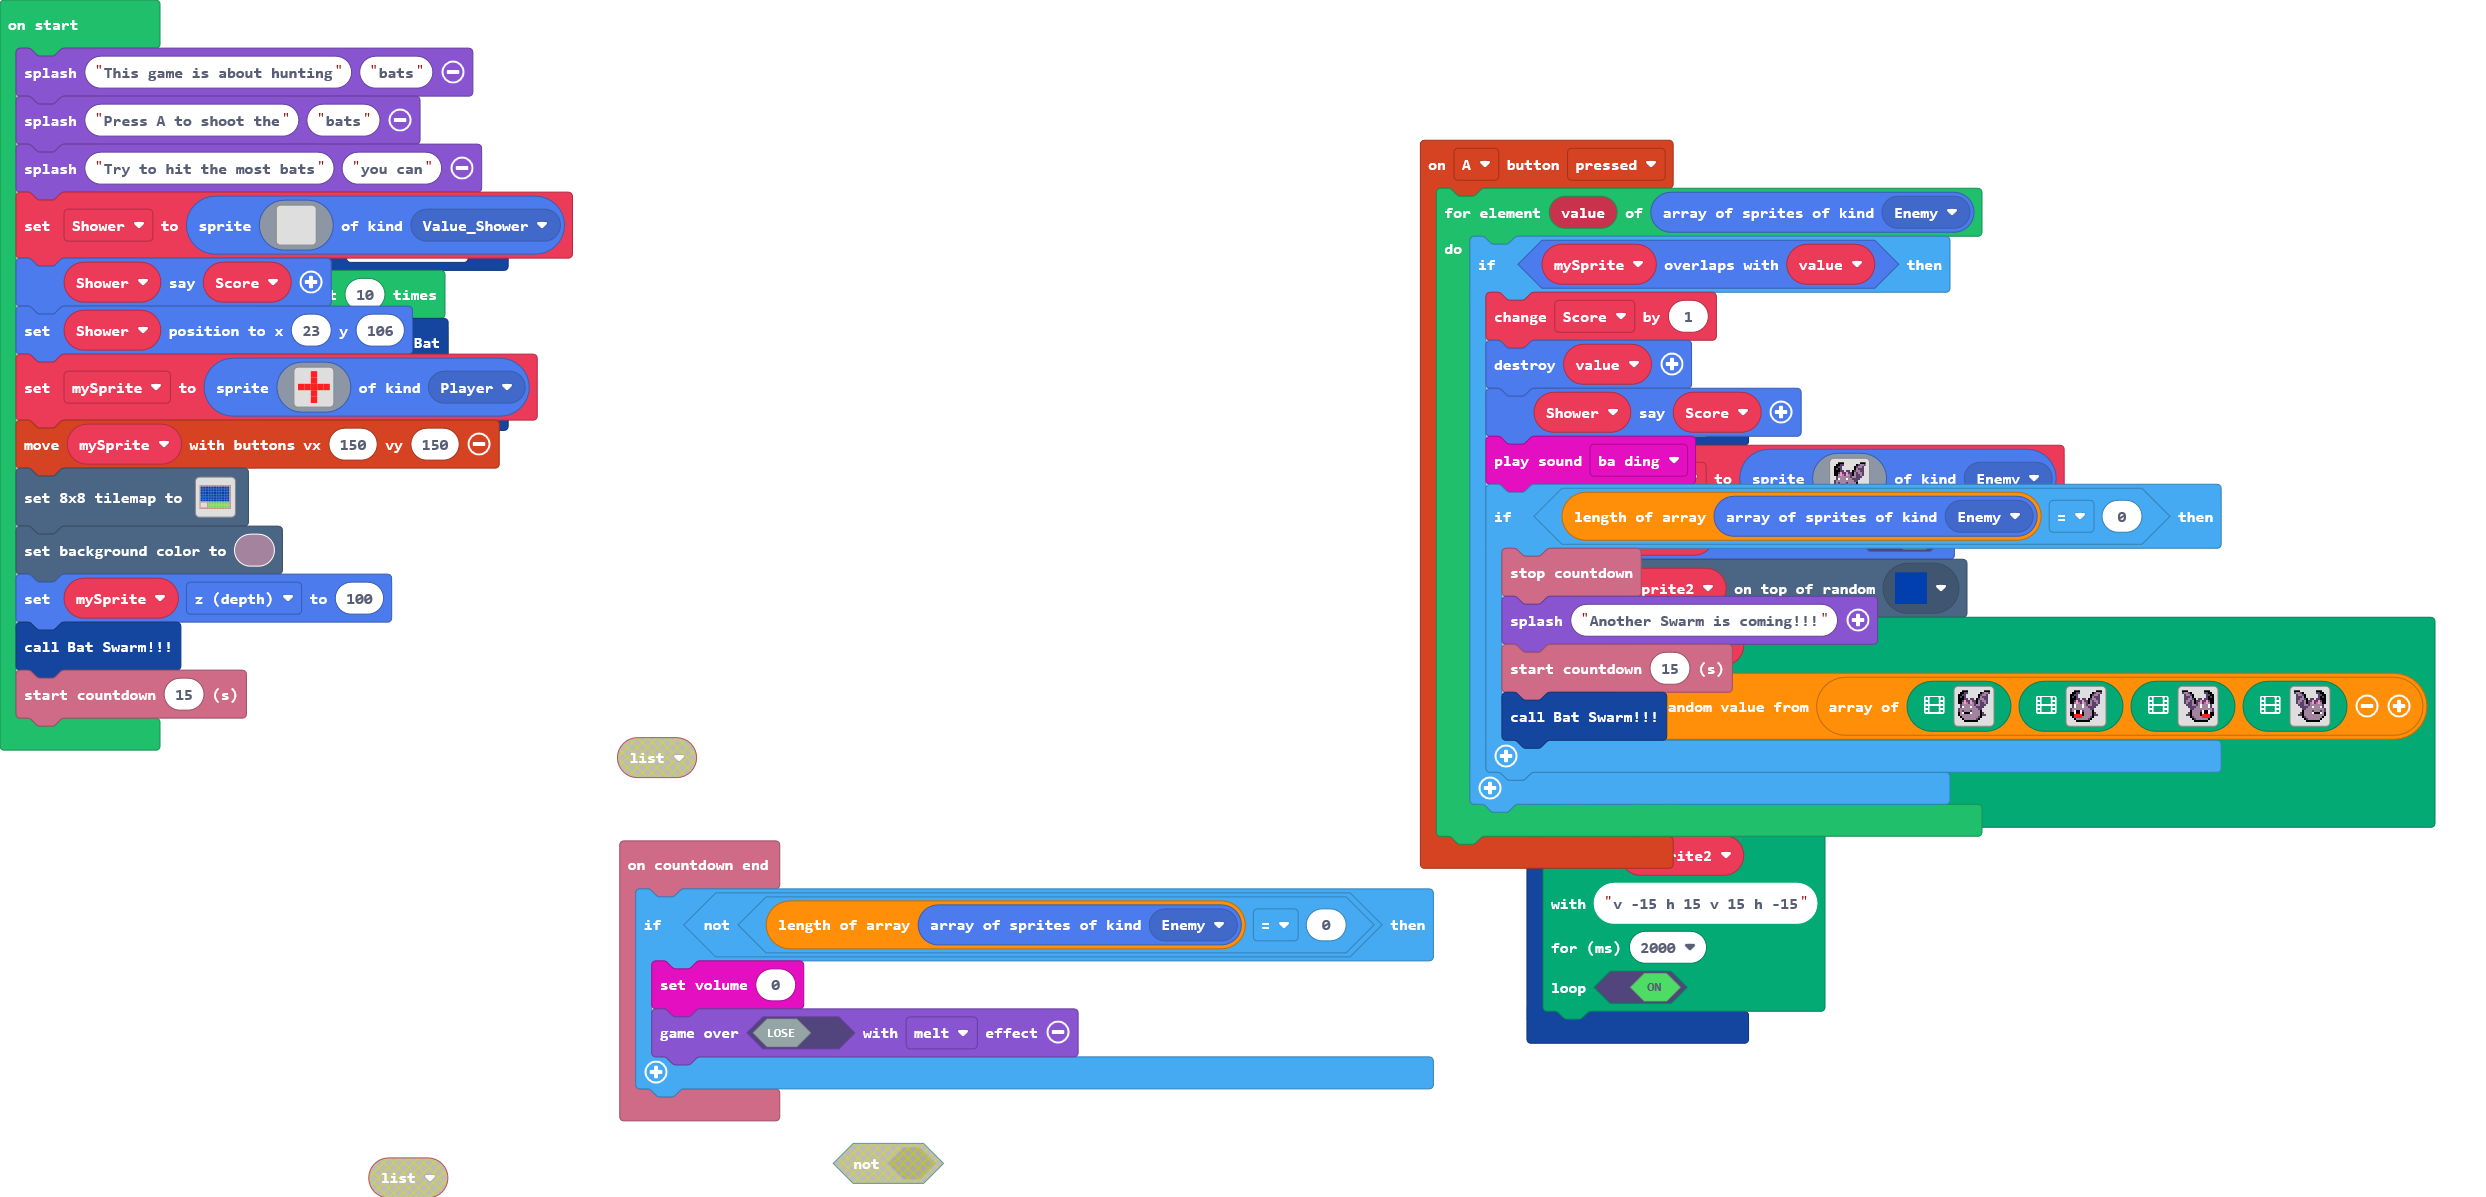 on start
splash "This game is about hunting" "bats"
splash "Press A to shoot the" "bats"
splash "Try to hit the most bats" "you can"
set Shower to sprite of kind Value_Shower
Shower say Score
10 times
set Shower position to x 23 y 106
Bat
set mySprite to sprite of kind Player
move mySprite with buttons vx 150 vy 150
set 8x8 tilemap to
set background color to
set mySprite z (depth) to 100
call Bat Swarm!!!
start countdown 15 (s)
list
on countdown end
if not length of array array of sprites of kind Enemy = 0 then
set volume 0
game over LOSE with melt effect
list
not
on A button pressed
for element value of array of sprites of kind Enemy
do
if mySprite overlaps with value then
change Score by 1
destroy value
Shower say Score
play sound ba ding
to sprite of kind Enemy
if length of array array of sprites of kind Enemy = 0 then
stop countdown
on top of random
splash "Another Swarm is coming!!!"
start countdown 15 (s)
call Bat Swarm!!!
value from array of
with "v -15 h 15 v 15 h -15"
for (ms) 2000
loop ON